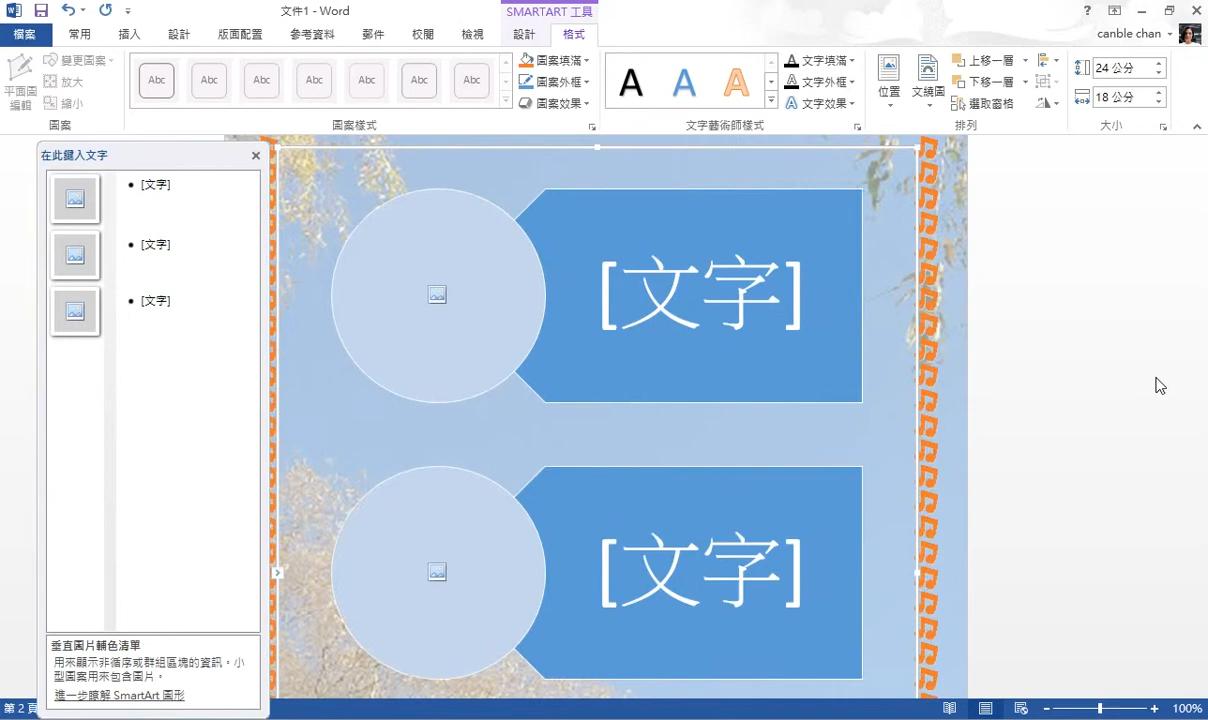 文件1 - Word
SMARTART 工具
?
檔案
常用
插入
設計
版面配置
參考資料
郵件
校閱
檢視
設計
格式
canble chan
平面圖
編輯
變更圖案
放大
縮小
圖案
Abc
Abc
Abc
Abc
Abc
Abc
Abc
圖案填滿
圖案外框
圖案效果
圖案樣式
A
A
A
A 文字填滿
A 文字外框
A 文字效果
文字藝術師樣式
位置
文繞圖
上移一層
下移一層
選取窗格
排列
24 公分
18 公分
大小
在此鍵入文字
• [文字]
• [文字]
• [文字]
垂直圖片輔色清單
用來顯示非循序或群組區塊的資訊。小
型圖案用來包含圖片。
進一步瞭解 SmartArt 圖形
[文字]
[文字]
第 2 頁
100%